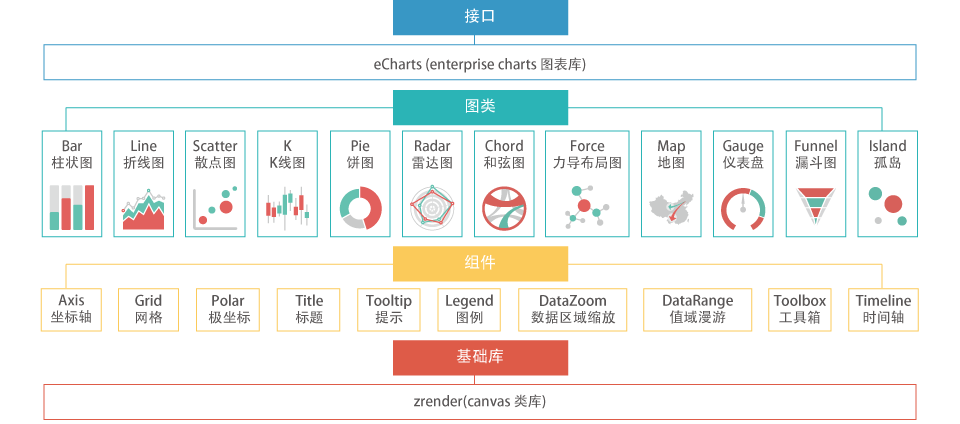 接口
eCharts (enterprise charts 图表库)
图类
Bar
柱状图
Line
折线图
Scatter
散点图
K
K线图
Pie
饼图
Radar
雷达图
Chord
和弦图
Force
力导布局图
Map
地图
Gauge
仪表盘
Funnel
漏斗图
Island
孤岛
组件
Axis
坐标轴
Grid
网格
Polar
极坐标
Title
标题
Tooltip
提示
Legend
图例
DataZoom
数据区域缩放
DataRange
值域漫游
Toolbox
工具箱
Timeline
时间轴
基础库
zrender(canvas 类库)